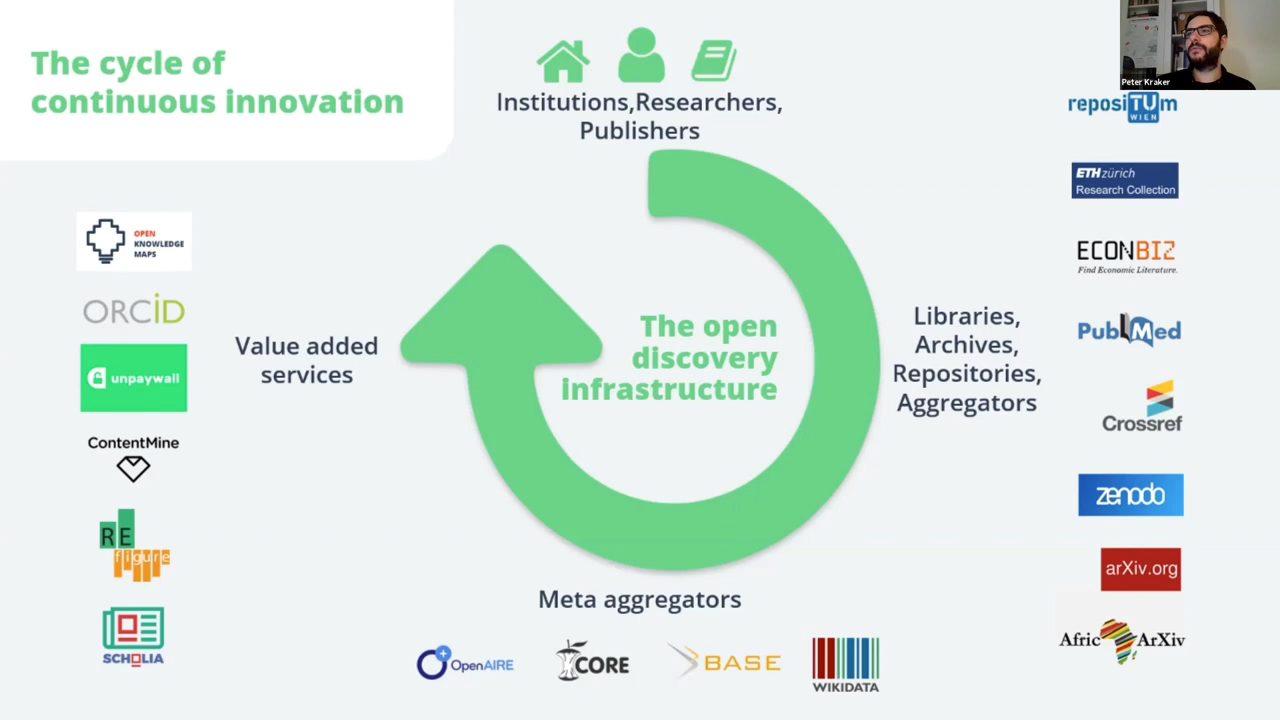 The cycle of
continuous innovation
Institutions,Researchers,
Publishers
Peter Kraker
reposiTUm
WIEN
ETH zürich
Research Collection
ECONBIZ
Find Economic Literature.
PubMed
Crossref
zenodo
arXiv.org
AfricArXiv
Libraries,
Archives,
Repositories,
Aggregators
The open
discovery
infrastructure
Value added
services
OPEN
KNOWLEDGE
MAPS
ORCID
unpaywall
ContentMine
RE
figure
SCHOLIA
Meta aggregators
OpenAIRE
CORE
BASE
WIKIDATA